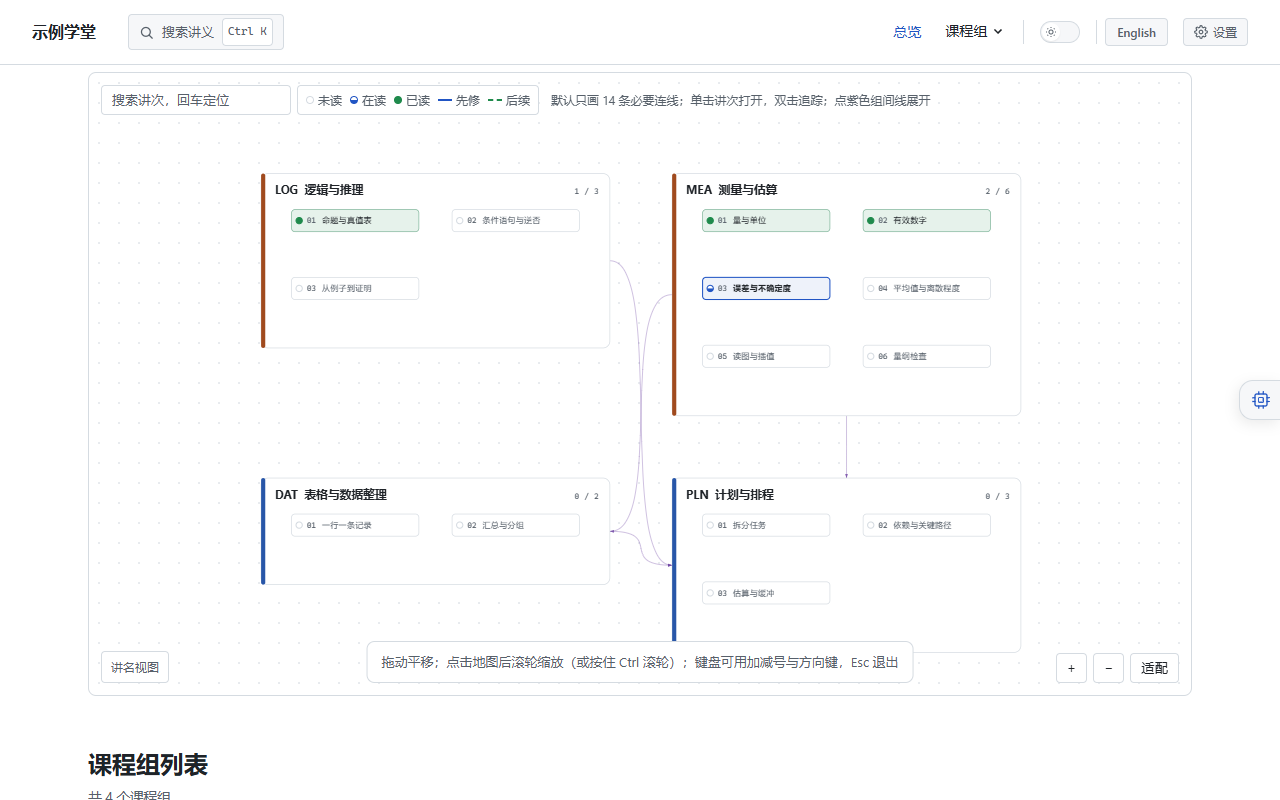 示例学堂
搜索讲义 Ctrl K
总览
课程组
English
设置
搜索讲次，回车定位
未读 在读 已读 先修 后续
默认只画 14 条必要连线；单击讲次打开，双击追踪；点紫色组间线展开
LOG 逻辑与推理 1 / 3
01 命题与真值表
02 条件语句与逆否
03 从例子到证明
MEA 测量与估算 2 / 6
01 量与单位
02 有效数字
03 误差与不确定度
04 平均值与离散程度
05 读图与插值
06 量纲检查
DAT 表格与数据整理 0 / 2
01 一行一条记录
02 汇总与分组
PLN 计划与排程 0 / 3
01 拆分任务
02 依赖与关键路径
03 估算与缓冲
讲名视图
拖动平移；点击地图后滚轮缩放（或按住 Ctrl 滚轮）；键盘可用加减号与方向键，Esc 退出
+ − 适配
课程组列表
共 4 个课程组